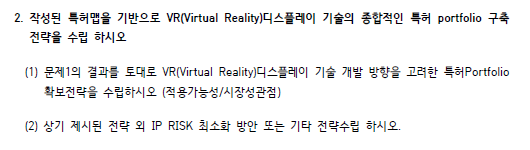 2. 작성된 특허맵을 기반으로 VR(Virtual Reality)디스플레이 기술의 종합적인 특허 portfolio 구축
전략을 수립 하시오
(1) 문제1의 결과를 토대로 VR(Virtual Reality)디스플레이 기술 개발 방향을 고려한 특허Portfolio
확보전략을 수립하시오 (적용가능성/시장성관점)
(2) 상기 제시된 전략 외 IP RISK 최소화 방안 또는 기타 전략수립 하시오.